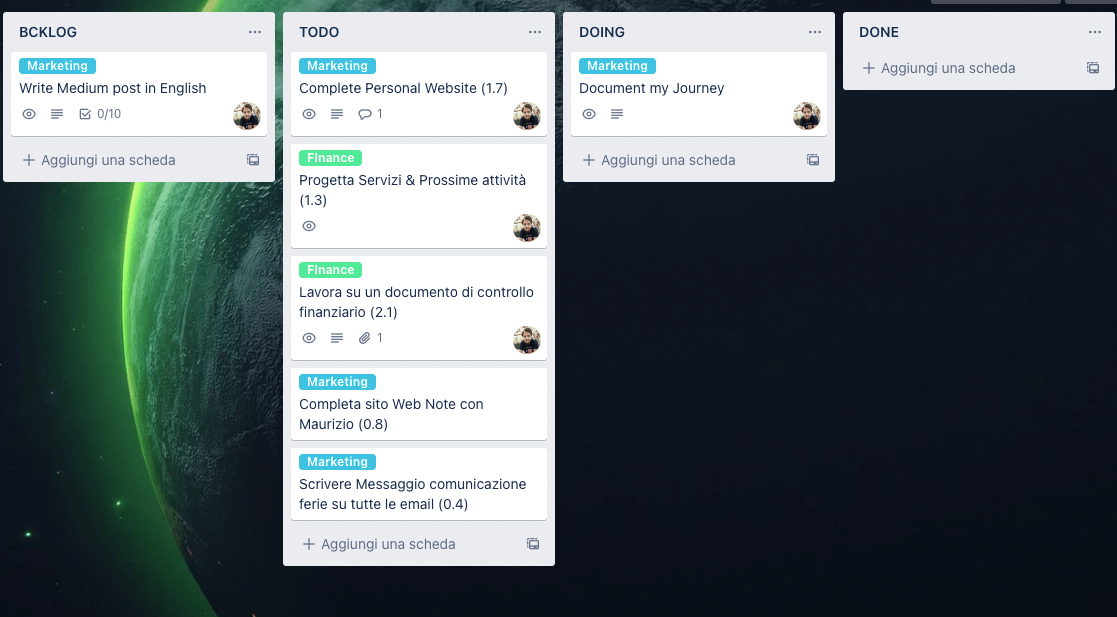 BCKLOG
Marketing
Write Medium post in English
0/10
Aggiungi una scheda
TODO
Marketing
Complete Personal Website (1.7)
1
FInance
Progetta Servizi & Prossime attività
(1.3)
FInance
Lavora su un documento di controllo
finanziario (2.1)
1
Marketing
Completa sito Web Note con
Maurizio (0.8)
Marketing
Scrivere Messaggio comunicazione
ferie su tutte le email (0.4)
Aggiungi una scheda
DOING
Marketing
Document my Journey
Aggiungi una scheda
DONE
Aggiungi una scheda